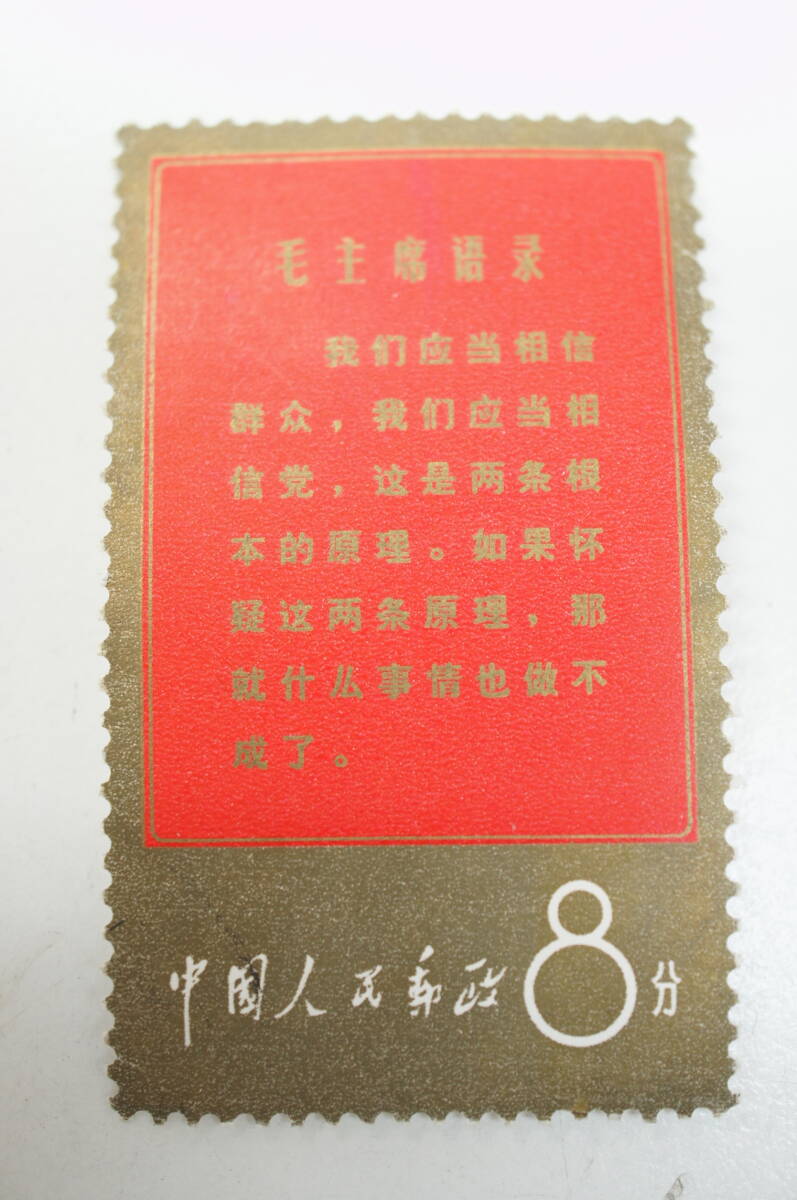 毛主席语录
我们应当相信
群众，我们应当相
信党，这是两条根
本的原理。如果怀
疑这两条原理，那
就什么事情也做不
成了。
中國人民郵政8分